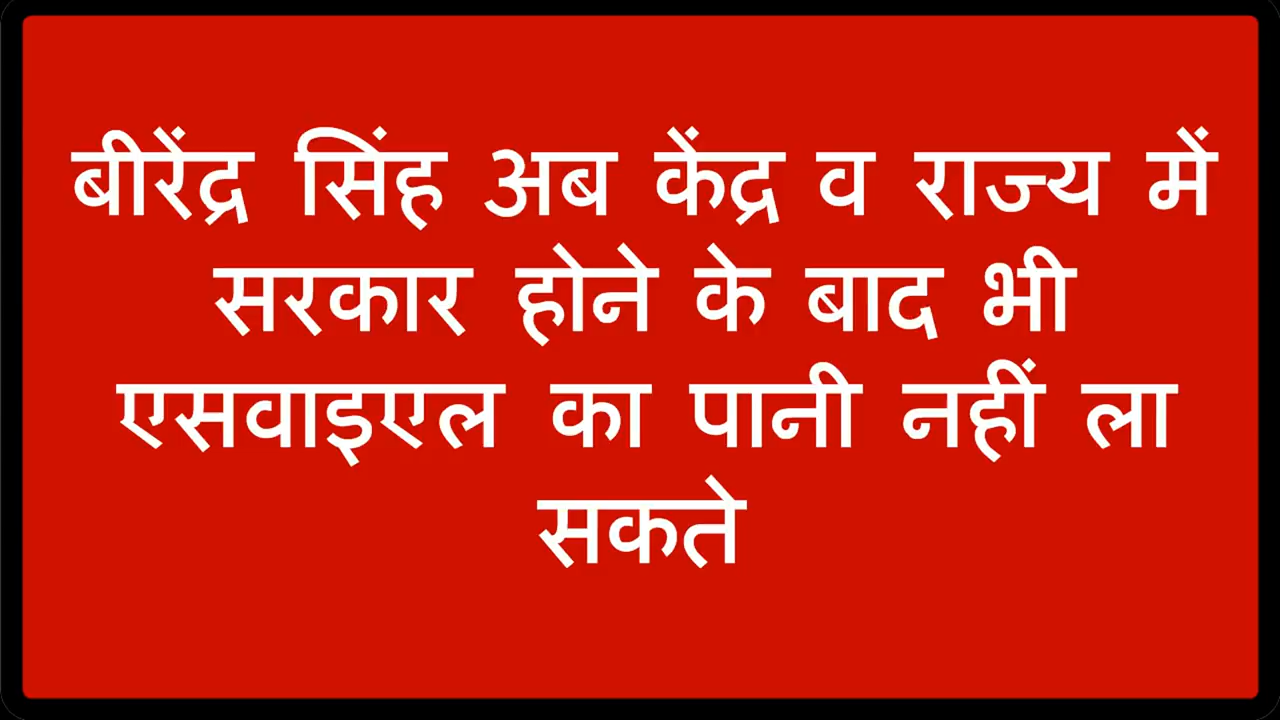 बीरेंद्र सिंह अब केंद्र व राज्य में
सरकार होने के बाद भी
एसवाइएल का पानी नहीं ला
सकते